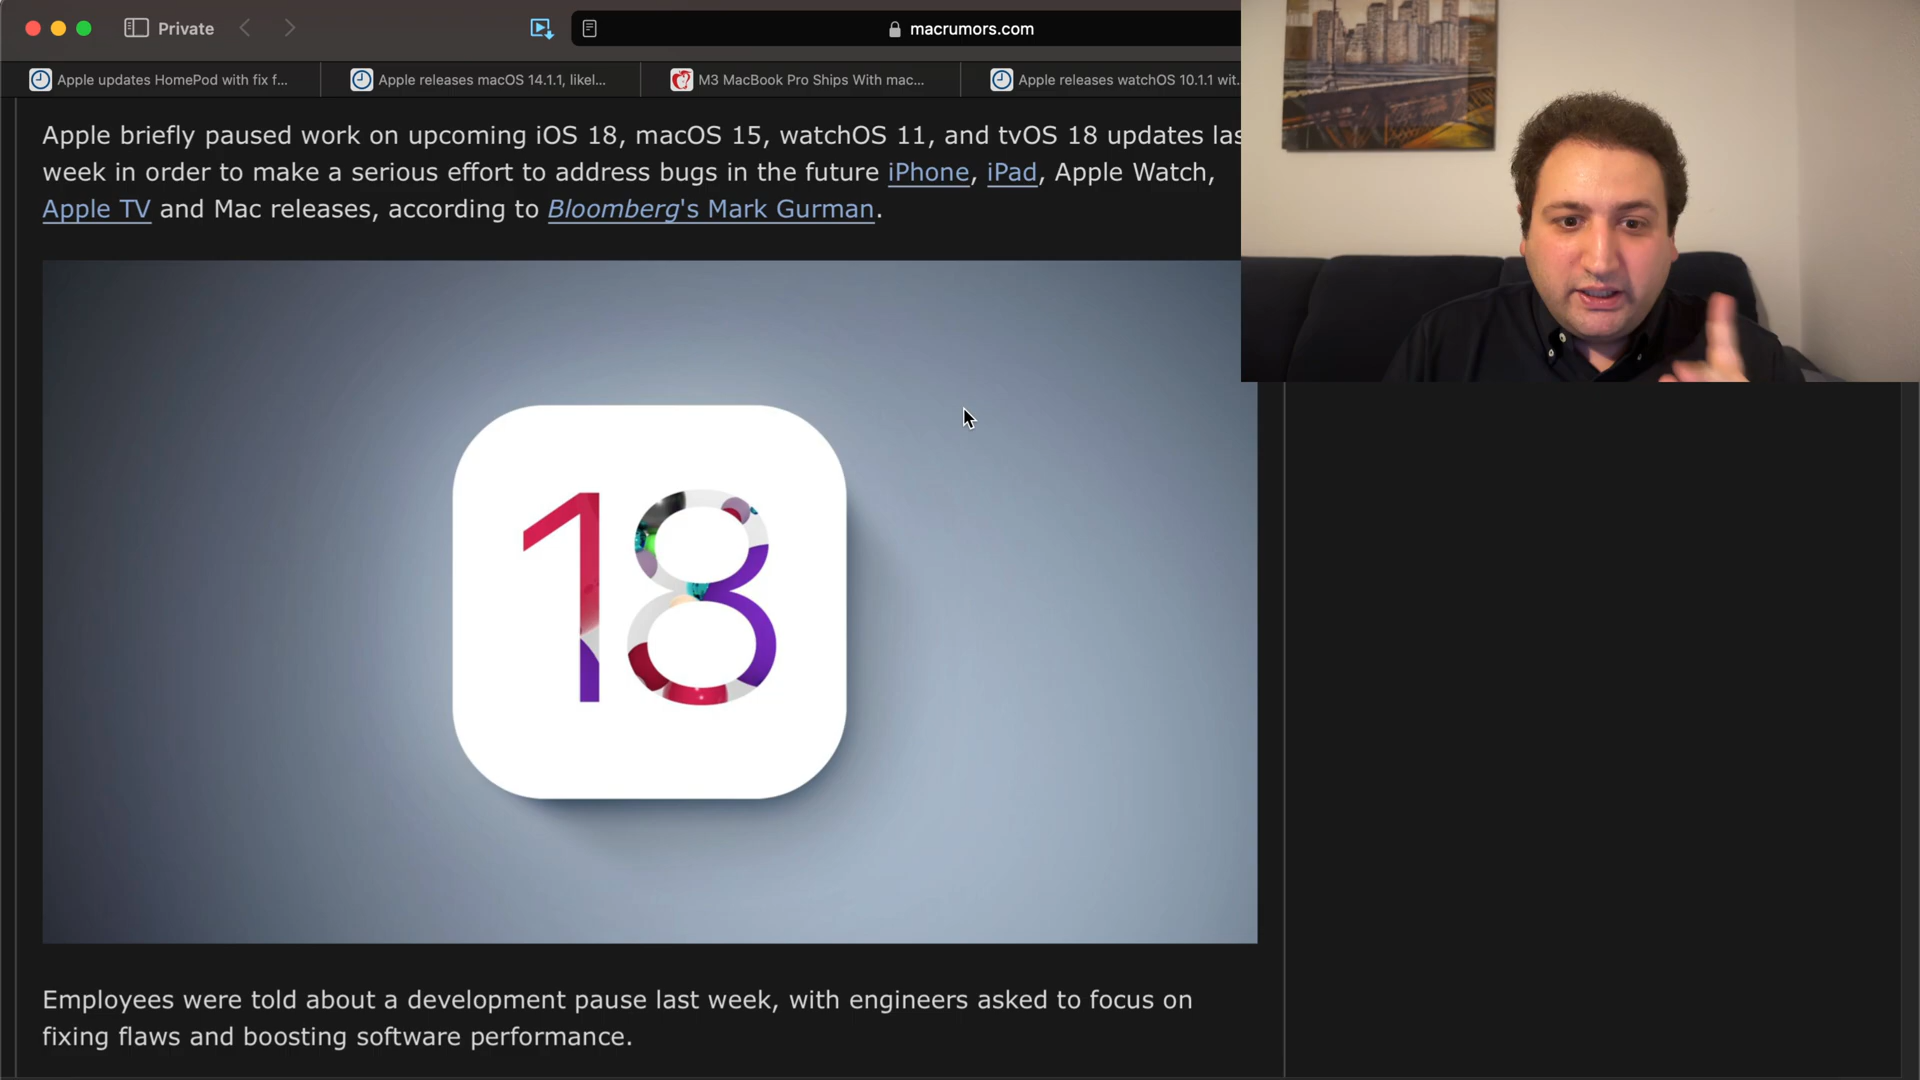 Private
macrumors.com
Apple updates HomePod with fix f...
Apple releases macOS 14.1.1, likel...
M3 MacBook Pro Ships With mac...
Apple releases watchOS 10.1.1 wit...
Apple briefly paused work on upcoming iOS 18, macOS 15, watchOS 11, and tvOS 18 updates las
week in order to make a serious effort to address bugs in the future iPhone, iPad, Apple Watch,
Apple TV and Mac releases, according to Bloomberg's Mark Gurman.
18
Employees were told about a development pause last week, with engineers asked to focus on
fixing flaws and boosting software performance.